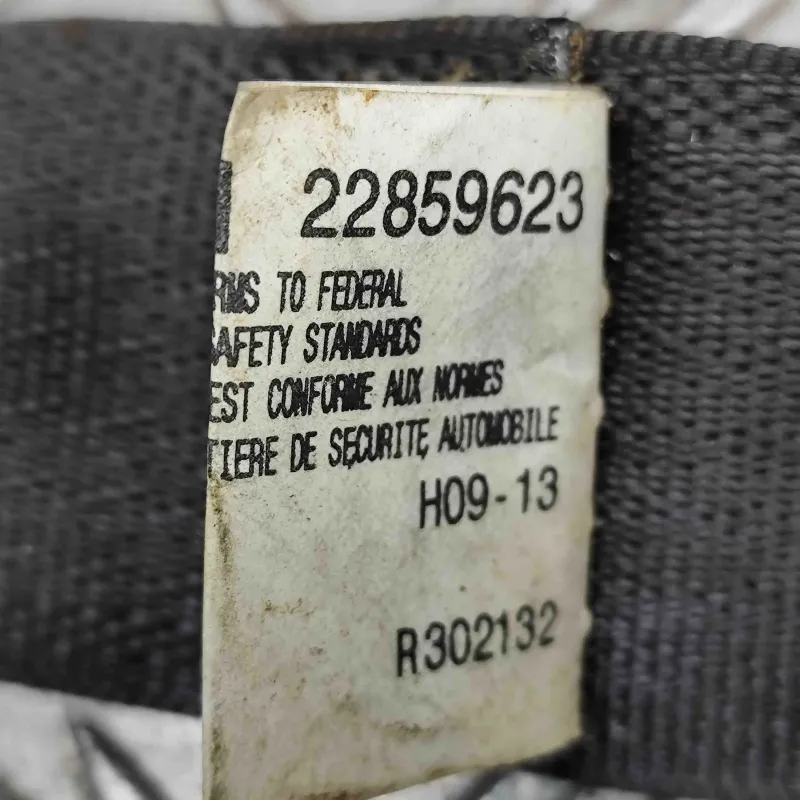 22859623
RMS TO FEDERAL
SAFETY STANDARDS
EST CONFORME AUX NORMES
TIERE DE SECURITE AUTOMOBILE
H09-13
R302132